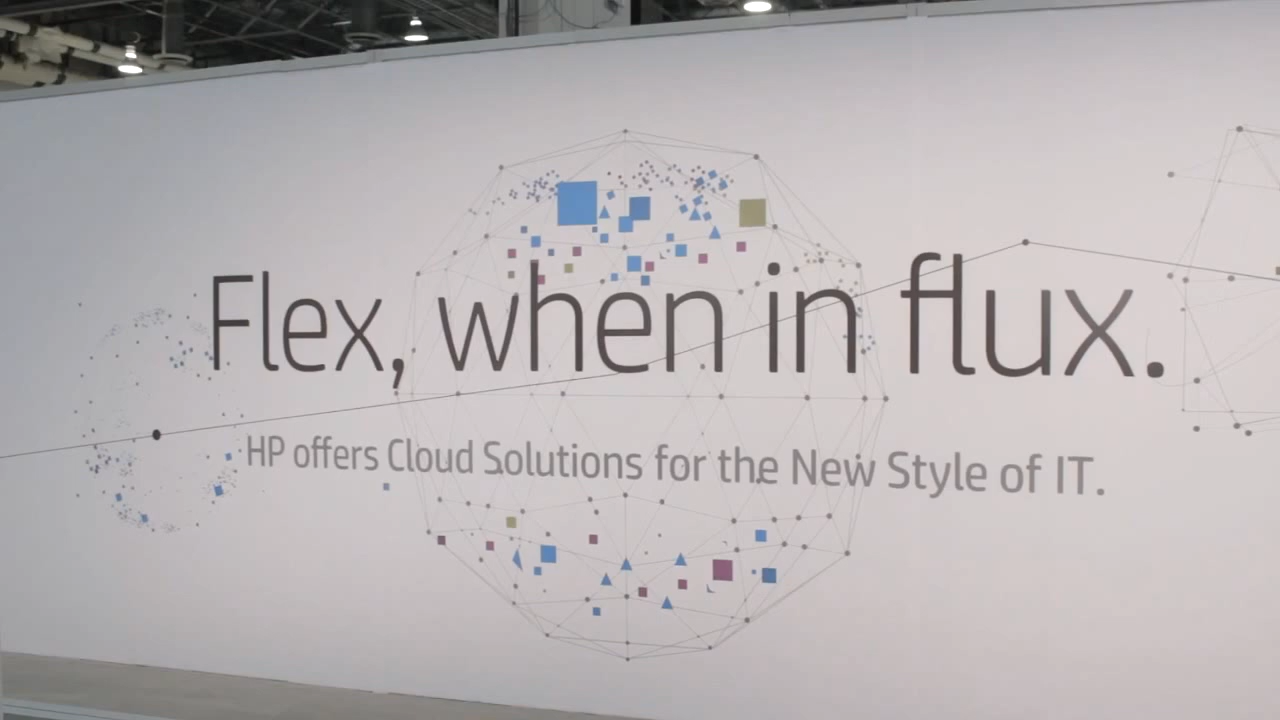 Flex, when in flux.
HP offers Cloud Solutions for the New Style of IT.